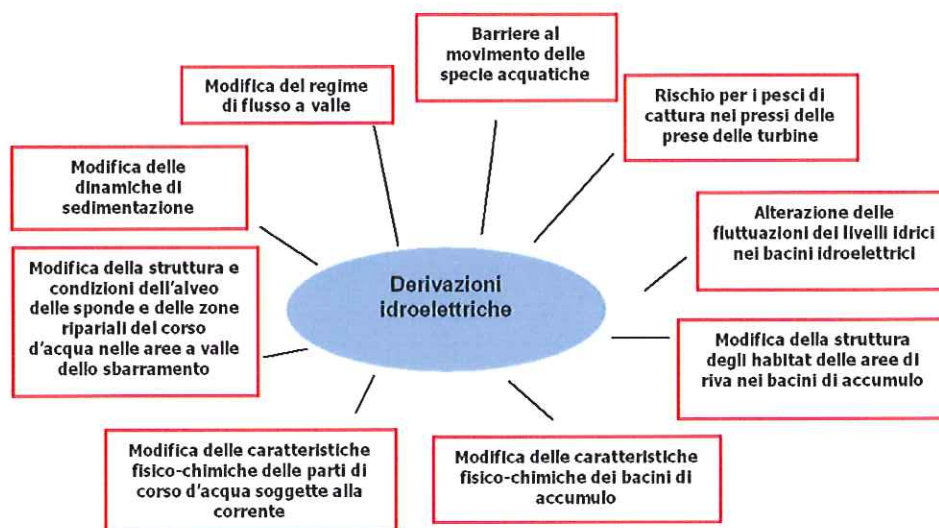 Barriere al
movimento delle
specie acquatiche
Modifica del regime
di flusso a valle
Rischio per i pesci di
cattura nei pressi delle
prese delle turbine
Modifica delle
dinamiche di
sedimentazione
Alterazione delle
fluttuazioni dei livelli idrici
nei bacini idroelettrici
Derivazioni
idroelettriche
Modifica della struttura e
condizioni dell'alveo
delle sponde e delle zone
ripariali del corso
d'acqua nelle aree a valle
dello sbarramento
Modifica della struttura
degli habitat delle aree di
riva nei bacini di accumulo
Modifica delle caratteristiche
fisico-chimiche delle parti di
corso d'acqua soggette alla
corrente
Modifica delle caratteristiche
fisico-chimiche dei bacini di
accumulo